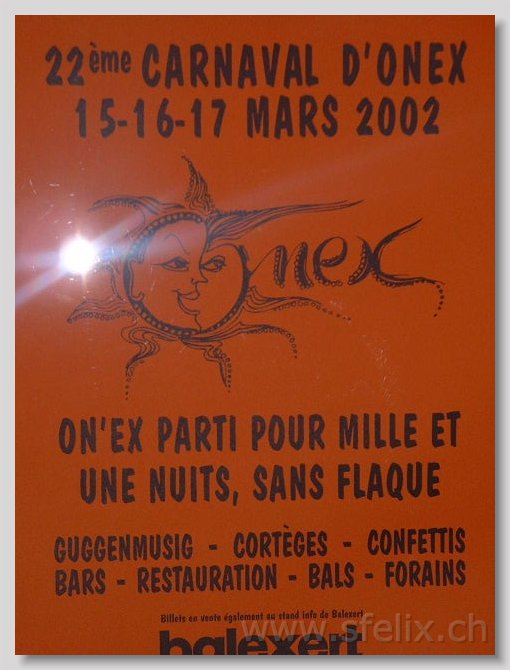 22ème CARNAVAL D'ONEX
15-16-17 MARS 2002
Onex
ON'EX PARTI POUR MILLE ET
UNE NUITS, SANS FLAQUE
GUGGENMUSIG - CORTÈGES - CONFETTIS
BARS - RESTAURATION - BALS - FORAINS
Billets en vente également au stand info de Balexert
balexert
www.sfelix.ch